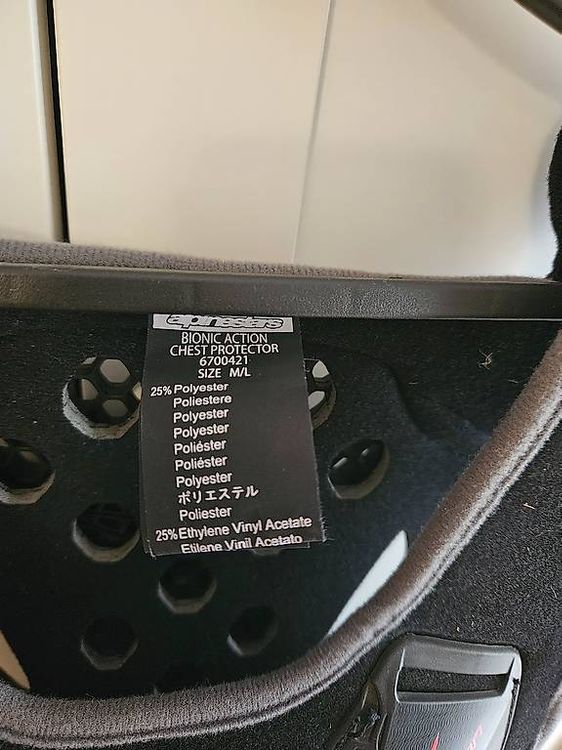 alpinestars
BIONIC ACTION
CHEST PROTECTOR
6700421
SIZE M/L
25% Polyester
Poliestere
Polyester
Polyester
Poliéster
Poliéster
Polyester
ポリエステル
Poliester
25% Ethylene Vinyl Acetate
Etilene Vinil Acetato